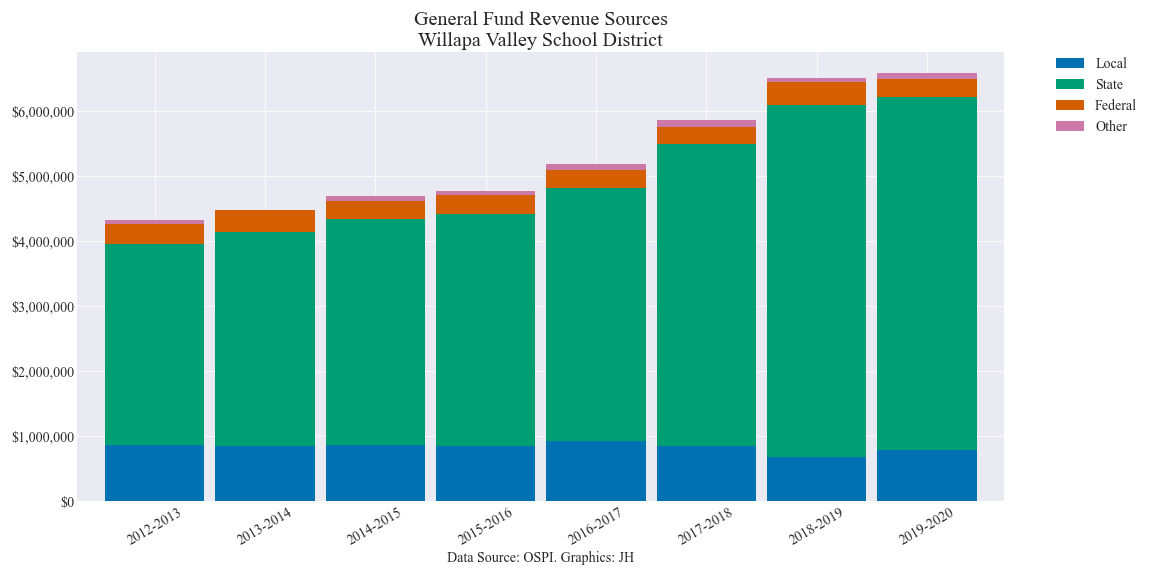 General Fund Revenue Sources
Willapa Valley School District
Local
State
Federal
Other
$6,000,000
$5,000,000
$4,000,000
$3,000,000
$2,000,000
$1,000,000
$0
2012-2013
2013-2014
2014-2015
2015-2016
2016-2017
2017-2018
2018-2019
2019-2020
Data Source: OSPI. Graphics: JH